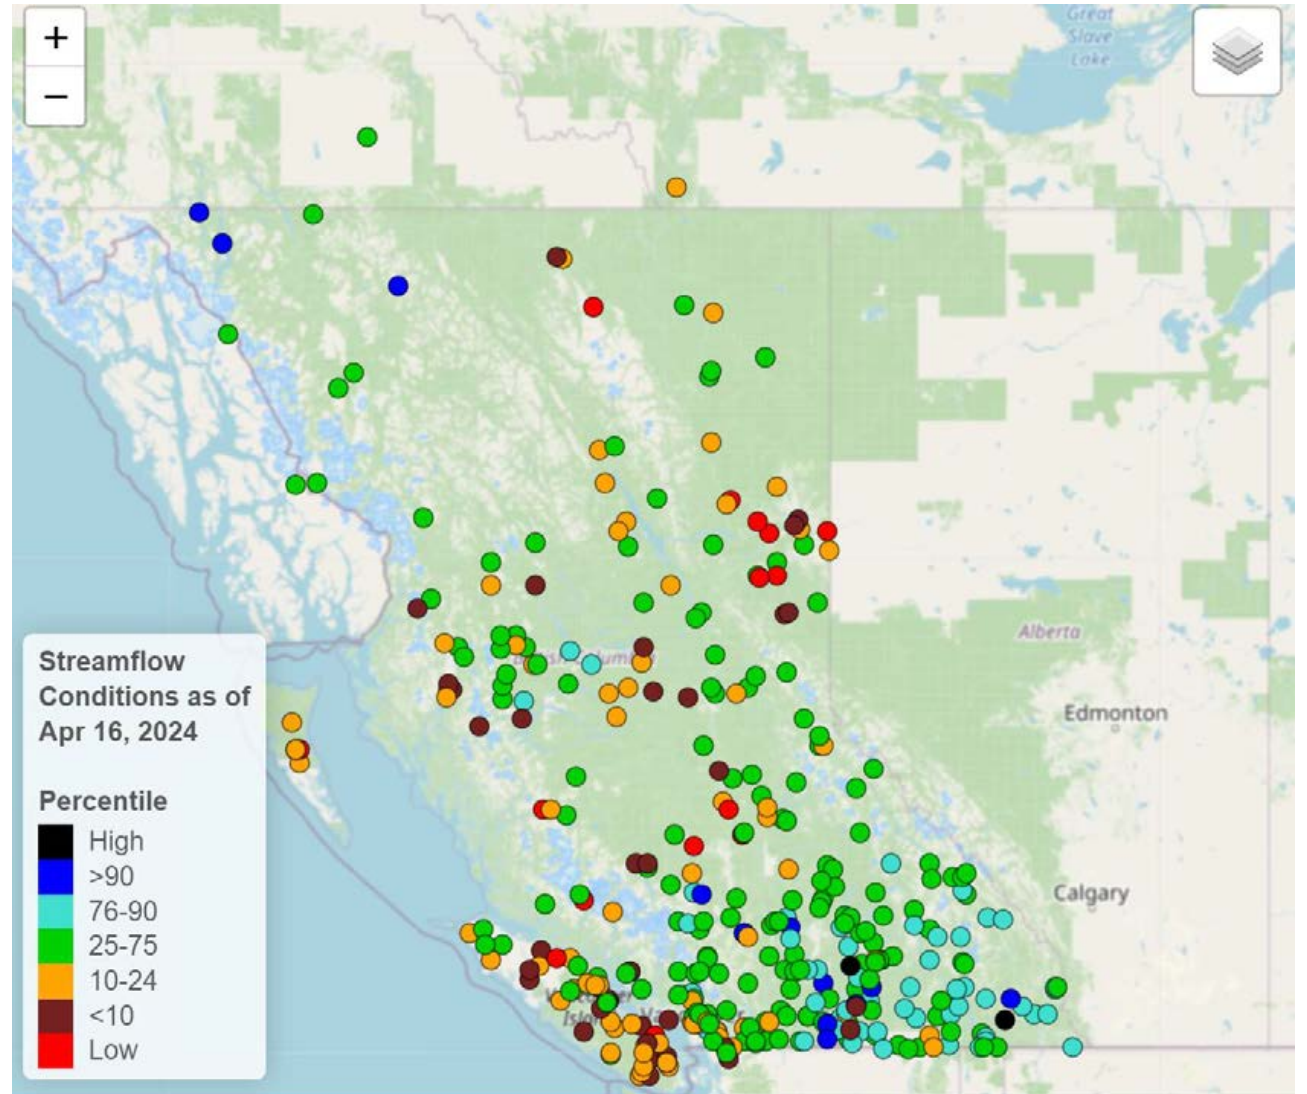 +
−
Great
Slave
Lake
Alberta
Edmonton
Streamflow
Conditions as of
Apr 16, 2024
Percentile
High
>90
76-90
25-75
10-24
<10
Low
Calgary